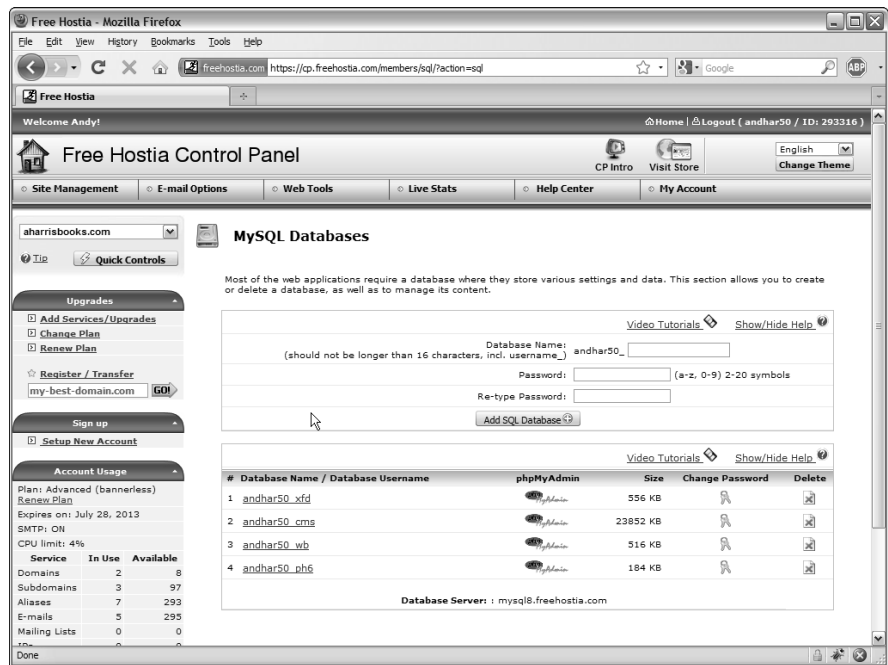 Free Hostia - Mozilla Firefox
File Edit View History Bookmarks Tools Help
freehostia.com https://cp.freehostia.com/members/sql/?action=sql
Google
ABP
Free Hostia
Welcome Andy!
Home | Logout ( andhar50 / ID: 293316 )
Free Hostia Control Panel
CP Intro
Visit Store
English
Change Theme
Site Management
E-mail Options
Web Tools
Live Stats
Help Center
My Account
aharrisbooks.com
Tip
Quick Controls
Upgrades
Add Services/Upgrades
Change Plan
Renew Plan
Register / Transfer
my-best-domain.com GO!
Sign up
Setup New Account
Account Usage
Plan: Advanced (bannerless)
Renew Plan
Expires on: July 28, 2013
SMTP: ON
CPU limit: 4%
Service In Use Available
Domains 2 8
Subdomains 3 97
Aliases 7 293
E-mails 5 295
Mailing Lists 0 0
MySQL Databases
Most of the web applications require a database where they store various settings and data. This section allows you to create
or delete a database, as well as to manage its content.
Video Tutorials Show/Hide Help
Database Name:
(should not be longer than 16 characters, incl. username_) andhar50_
Password: (a-z, 0-9) 2-20 symbols
Re-type Password:
Add SQL Database
Video Tutorials Show/Hide Help
# Database Name / Database Username phpMyAdmin Size Change Password Delete
1 andhar50_xfd MyAdmin 556 KB
2 andhar50_cms MyAdmin 23852 KB
3 andhar50_wb MyAdmin 516 KB
4 andhar50_ph6 MyAdmin 184 KB
Database Server: : mysql8.freehostia.com
Done